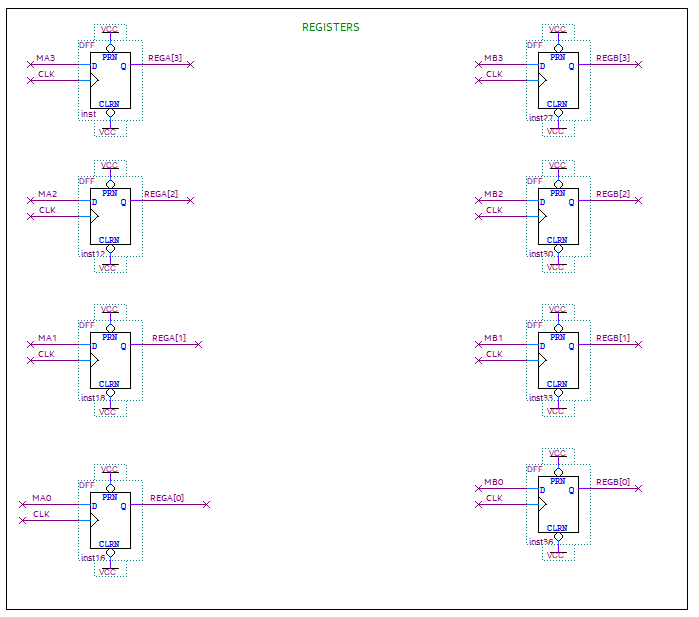 REGISTERS
VCC
DFF
PRN
MA3
D
Q
REGA[3]
CLK
CLRN
inst
VCC
VCC
DFF
PRN
MB3
D
Q
REGB[3]
CLK
CLRN
inst27
VCC
VCC
DFF
PRN
MA2
D
Q
REGA[2]
CLK
CLRN
inst12
VCC
VCC
DFF
PRN
MB2
D
Q
REGB[2]
CLK
CLRN
inst30
VCC
VCC
DFF
PRN
MA1
D
Q
REGA[1]
CLK
CLRN
VCC
VCC
DFF
PRN
MB1
D
Q
REGB[1]
CLK
CLRN
inst33
VCC
VCC
DFF
PRN
MA0
D
Q
REGA[0]
CLK
CLRN
inst16
VCC
VCC
DFF
PRN
MB0
D
Q
REGB[0]
CLK
CLRN
inst36
VCC